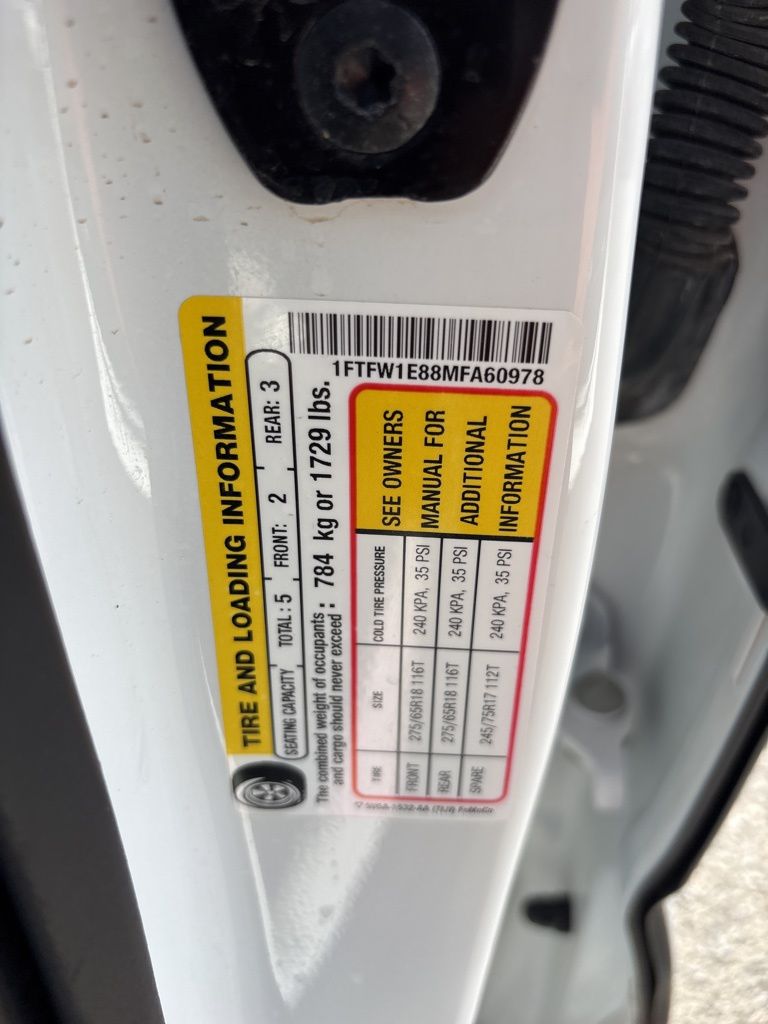 1FTFW1E88MFA60978
TIRE AND LOADING INFORMATION
SEATING CAPACITY TOTAL : 5 FRONT: 2 REAR: 3
The combined weight of occupants : 784 kg or 1729 lbs.
and cargo should never exceed :
TIRE SIZE COLD TIRE PRESSURE
FRONT 275/65R18 116T 240 KPA, 35 PSI
REAR 275/65R18 116T 240 KPA, 35 PSI
SPARE 245/75R17 112T 240 KPA, 35 PSI
SEE OWNERS
MANUAL FOR
ADDITIONAL
INFORMATION